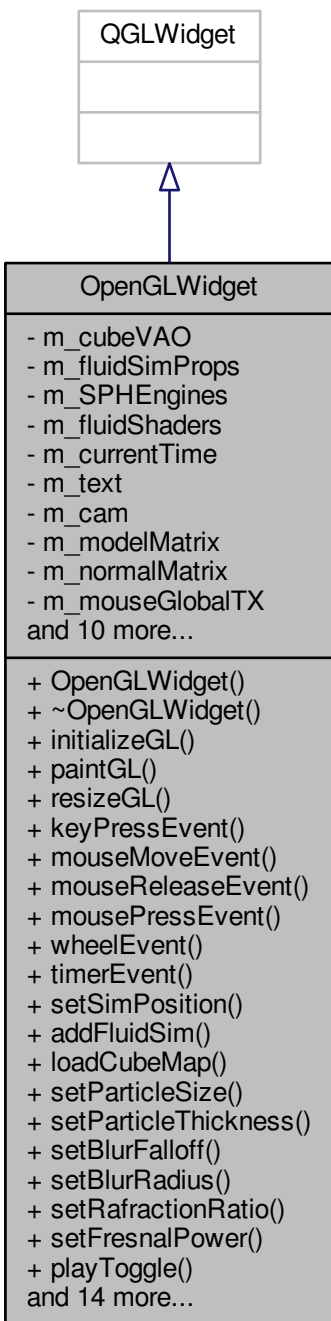 QGLWidget
OpenGLWidget
- m_cubeVAO
- m_fluidSimProps
- m_SPHEngines
- m_fluidShaders
- m_currentTime
- m_text
- m_cam
- m_modelMatrix
- m_normalMatrix
- m_mouseGlobalTX
and 10 more...
+ OpenGLWidget()
+ ~OpenGLWidget()
+ initializeGL()
+ paintGL()
+ resizeGL()
+ keyPressEvent()
+ mouseMoveEvent()
+ mouseReleaseEvent()
+ mousePressEvent()
+ wheelEvent()
+ timerEvent()
+ setSimPosition()
+ addFluidSim()
+ loadCubeMap()
+ setParticleSize()
+ setParticleThickness()
+ setBlurFalloff()
+ setBlurRadius()
+ setRafractionRatio()
+ setFresnalPower()
+ playToggle()
and 14 more...